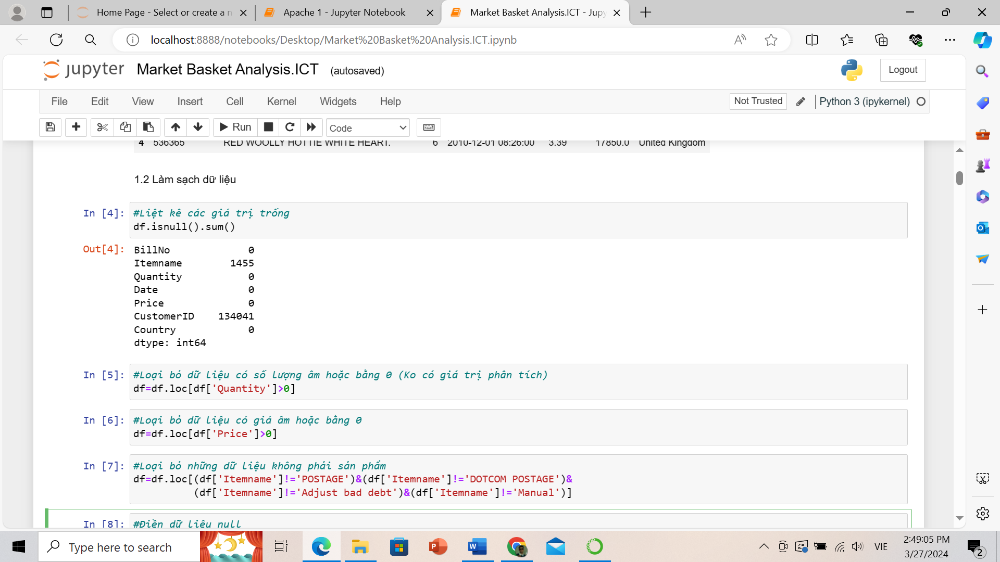 Home Page - Select or create a n
Apache 1 - Jupyter Notebook
Market Basket Analysis.ICT - Jupy
localhost:8888/notebooks/Desktop/Market%20Basket%20Analysis.ICT.ipynb
jupyter Market Basket Analysis.ICT (autosaved)
Logout
File Edit View Insert Cell Kernel Widgets Help
Not Trusted
Python 3 (ipykernel)
Run
Code
4 536365 RED WOOLLY HOTTIE WHITE HEART. 6 2010-12-01 08:26:00 3.39 17850.0 United Kingdom
1.2 Làm sạch dữ liệu
In [4]: #Liệt kê các giá trị trống
df.isnull().sum()
Out[4]: BillNo 0
Itemname 1455
Quantity 0
Date 0
Price 0
CustomerID 134041
Country 0
dtype: int64
In [5]: #Loại bỏ dữ liệu có số lượng âm hoặc bằng 0 (Ko có giá trị phân tích)
df=df.loc[df['Quantity']>0]
In [6]: #Loại bỏ dữ liệu có giá âm hoặc bằng 0
df=df.loc[df['Price']>0]
In [7]: #Loại bỏ những dữ liệu không phải sản phẩm
df=df.loc[(df['Itemname']!='POSTAGE')&(df['Itemname']!='DOTCOM POSTAGE')&
(df['Itemname']!='Adjust bad debt')&(df['Itemname']!='Manual')]
In [8]: #Điền dữ liệu null
Type here to search
VIE
2:49:05 PM
3/27/2024
2